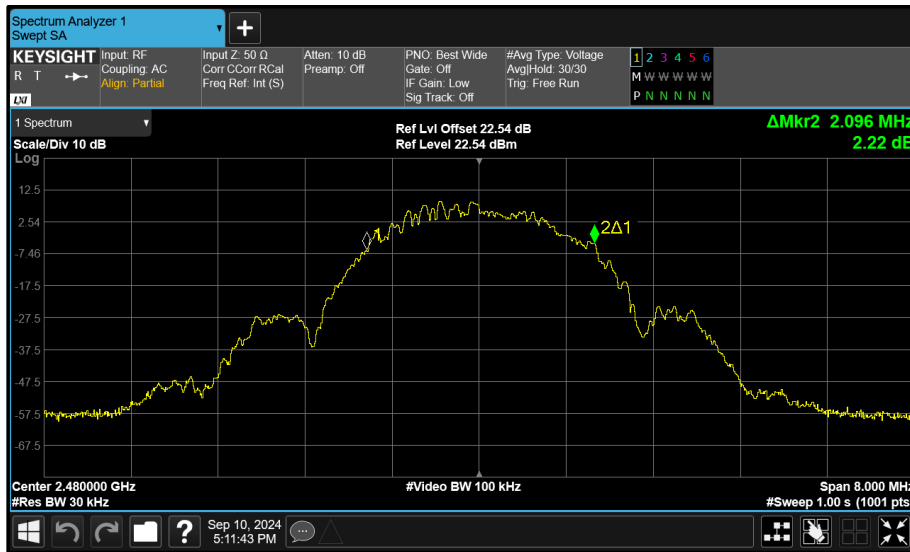 Spectrum Analyzer 1
Swept SA
+
KEYSIGHT
R T
LXI
Input: RF
Coupling: AC
Align: Partial
Input Z: 50 Ω
Corr CCorr RCal
Freq Ref: Int (S)
Atten: 10 dB
Preamp: Off
PNO: Best Wide
Gate: Off
IF Gain: Low
Sig Track: Off
#Avg Type: Voltage
Avg|Hold: 30/30
Trig: Free Run
1 2 3 4 5 6
M W W W W W
P N N N N N
1 Spectrum
Scale/Div 10 dB
Log
Ref Lvl Offset 22.54 dB
Ref Level 22.54 dBm
ΔMkr2 2.096 MHz
2.22 dB
12.5
2.54
-7.46
-17.5
-27.5
-37.5
-47.5
-57.5
-67.5
1
2Δ1
Center 2.480000 GHz
#Res BW 30 kHz
#Video BW 100 kHz
Span 8.000 MHz
#Sweep 1.00 s (1001 pts
?
Sep 10, 2024
5:11:43 PM